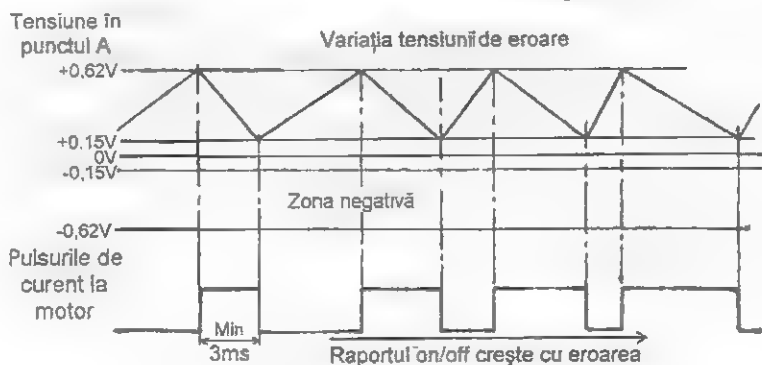 Tensiune în
punctul A
Variația tensiunii de eroare
+0,62V
+0.15V
0V
-0,15V
Zona negativă
-0,62V
Pulsurile de
curent la
motor
Min
3ms
Raportul on/off crește cu eroarea